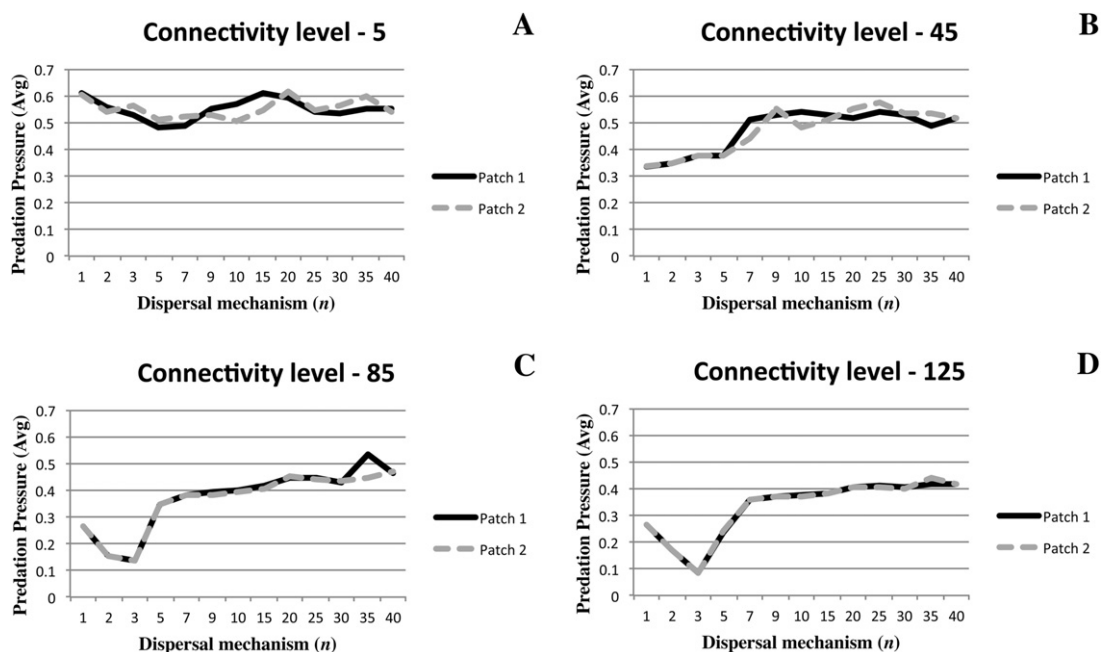 Connectivity level - 5
A
Predation Pressure (Avg)
0.7
0.6
0.5
0.4
0.3
0.2
0.1
0
1 2 3 5 7 9 10 15 20 25 30 35 40
Dispersal mechanism (n)
Patch 1
Patch 2
Connectivity level - 45
B
Predation Pressure (Avg)
0.7
0.6
0.5
0.4
0.3
0.2
0.1
0
1 2 3 5 7 9 10 15 20 25 30 35 40
Dispersal mechanism (n)
Patch 1
Patch 2
Connectivity level - 85
C
Predation Pressure (Avg)
0.7
0.6
0.5
0.4
0.3
0.2
0.1
0
1 2 3 5 7 9 10 15 20 25 30 35 40
Dispersal mechanism (n)
Patch 1
Patch 2
Connectivity level - 125
D
Predation Pressure (Avg)
0.7
0.6
0.5
0.4
0.3
0.2
0.1
0
1 2 3 5 7 9 10 15 20 25 30 35 40
Dispersal mechanism (n)
Patch 1
Patch 2